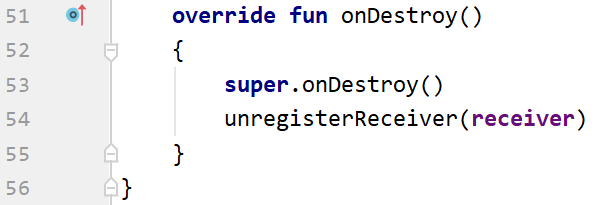 51 override fun onDestroy()
52 {
53 super.onDestroy()
54 unregisterReceiver(receiver)
55 }
56 }